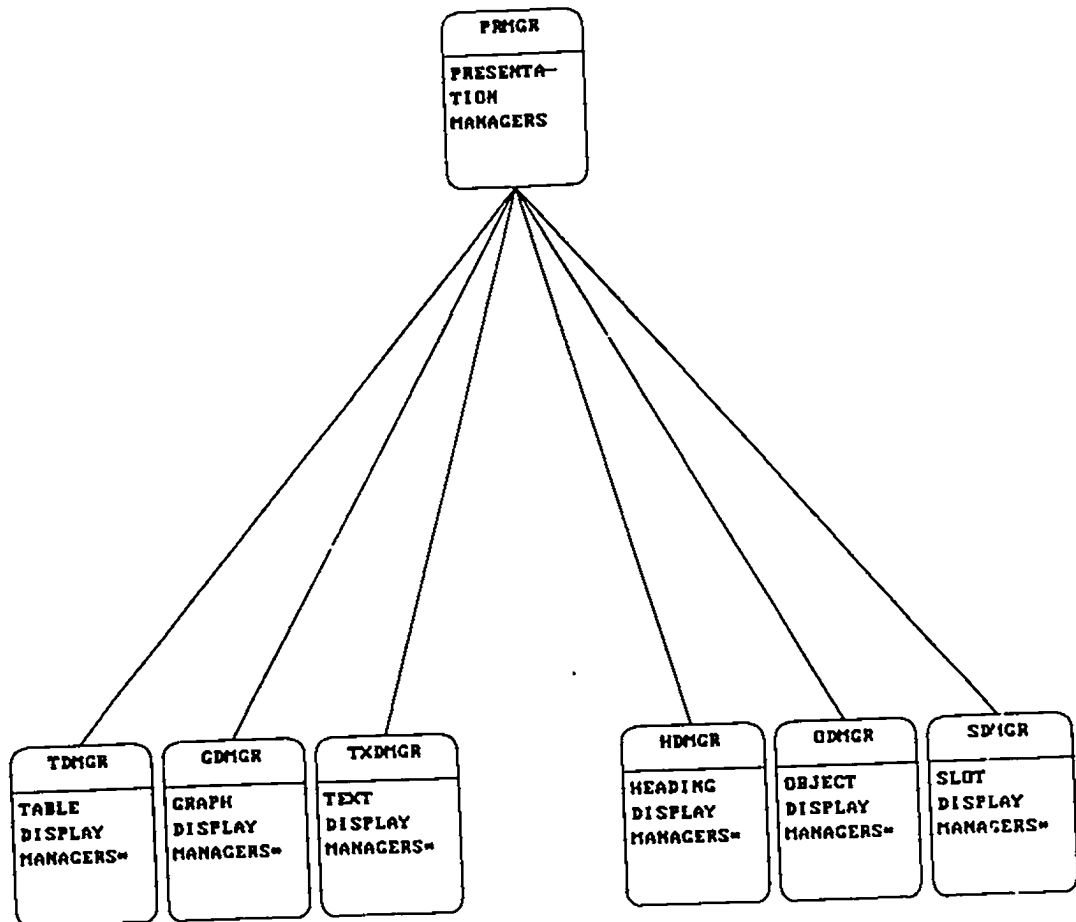 PRMGR
PRESENTA-
TION
MANAGERS
TDMGR
TABLE
DISPLAY
MANAGERS*
GDMGR
GRAPH
DISPLAY
MANAGERS*
TXDMGR
TEXT
DISPLAY
MANAGERS*
HDMGR
HEADING
DISPLAY
MANAGERS*
ODMGR
OBJECT
DISPLAY
MANAGERS*
SDMGR
SLOT
DISPLAY
MANAGERS*